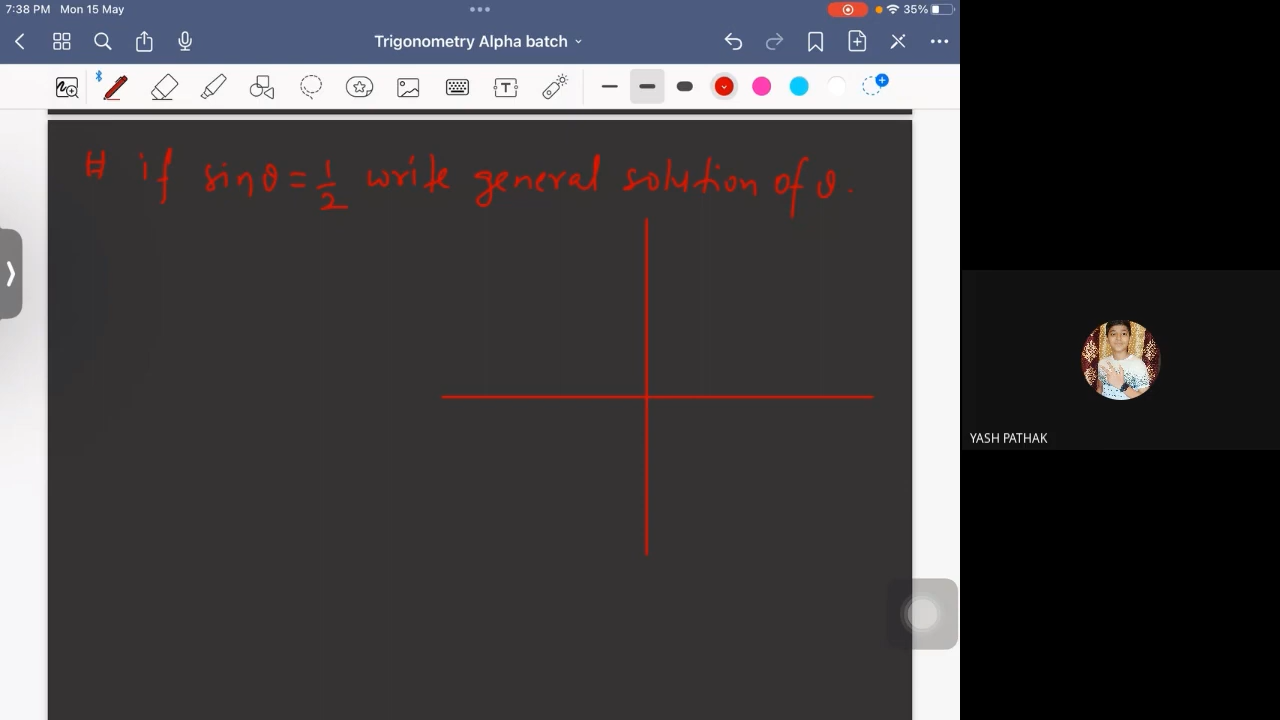 7:38 PM Mon 15 May
35%
Trigonometry Alpha batch
T
# if sinθ = 1/2 write general solution of θ.
YASH PATHAK